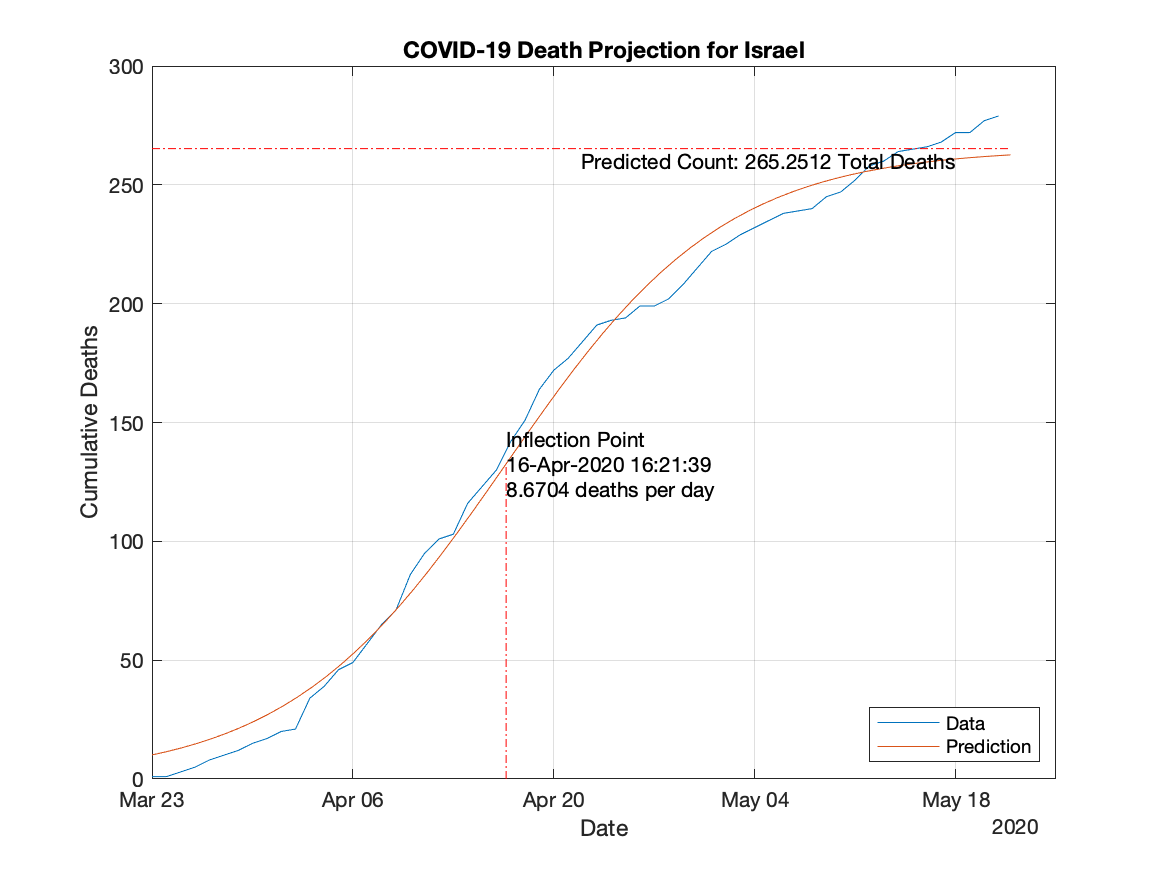 COVID-19 Death Projection for Israel
300
250
200
150
100
50
0
Cumulative Deaths
Predicted Count: 265.2512 Total Deaths
Inflection Point
16-Apr-2020 16:21:39
8.6704 deaths per day
Data
Prediction
Mar 23
Apr 06
Apr 20
May 04
May 18
Date
2020